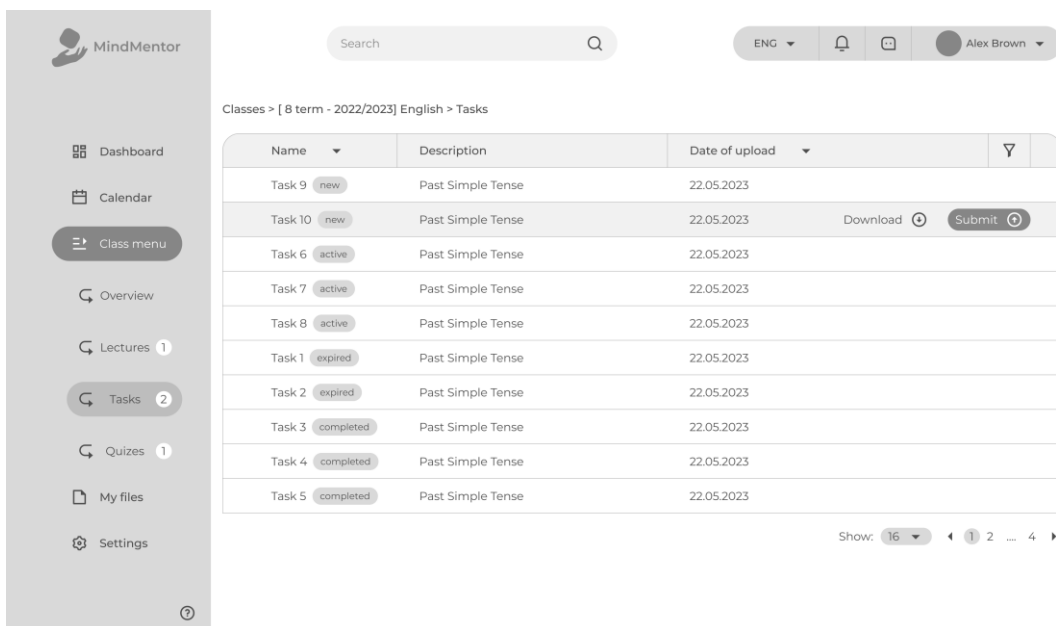 MindMentor
Search
ENG
Alex Brown
Classes > [ 8 term - 2022/2023] English > Tasks
Dashboard
Calendar
Class menu
Overview
Lectures 1
Tasks 2
Quizes 1
My files
Settings
Name Description Date of upload
Task 9 new Past Simple Tense 22.05.2023
Task 10 new Past Simple Tense 22.05.2023 Download Submit
Task 6 active Past Simple Tense 22.05.2023
Task 7 active Past Simple Tense 22.05.2023
Task 8 active Past Simple Tense 22.05.2023
Task 1 expired Past Simple Tense 22.05.2023
Task 2 expired Past Simple Tense 22.05.2023
Task 3 completed Past Simple Tense 22.05.2023
Task 4 completed Past Simple Tense 22.05.2023
Task 5 completed Past Simple Tense 22.05.2023
Show: 16 1 2 .... 4